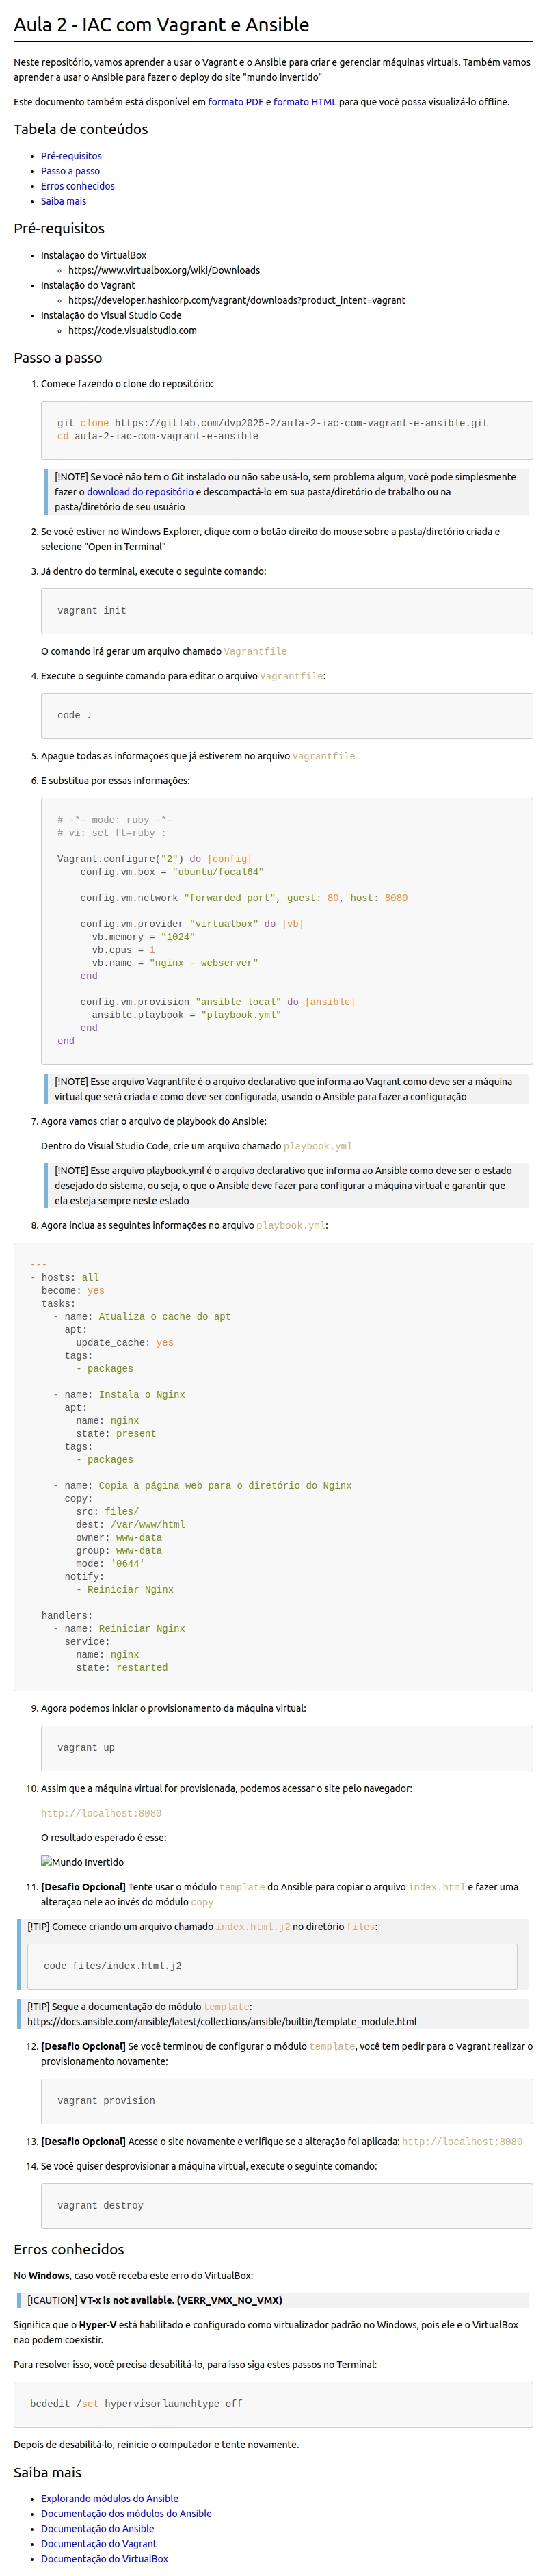 Aula 2 - IAC com Vagrant e Ansible
Neste repositório, vamos aprender a usar o Vagrant e o Ansible para criar e gerenciar máquinas virtuais. Também vamos
aprender a usar o Ansible para fazer o deploy do site "mundo invertido"
Este documento também está disponível em formato PDF e formato HTML para que você possa visualizá-lo offline.
Tabela de conteúdos
• Pré-requisitos
• Passo a passo
• Erros conhecidos
• Saiba mais
Pré-requisitos
• Instalação do VirtualBox
◦ https://www.virtualbox.org/wiki/Downloads
• Instalação do Vagrant
◦ https://developer.hashicorp.com/vagrant/downloads?product_intent=vagrant
• Instalação do Visual Studio Code
◦ https://code.visualstudio.com
Passo a passo
1. Comece fazendo o clone do repositório:
git clone https://gitlab.com/dvp2025-2/aula-2-iac-com-vagrant-e-ansible.git
cd aula-2-iac-com-vagrant-e-ansible
[!NOTE] Se você não tem o Git instalado ou não sabe usá-lo, sem problema algum, você pode simplesmente
fazer o download do repositório e descompactá-lo em sua pasta/diretório de trabalho ou na
pasta/diretório de seu usuário
2. Se você estiver no Windows Explorer, clique com o botão direito do mouse sobre a pasta/diretório criada e
selecione "Open in Terminal"
3. Já dentro do terminal, execute o seguinte comando:
vagrant init
O comando irá gerar um arquivo chamado Vagrantfile
4. Execute o seguinte comando para editar o arquivo Vagrantfile:
code .
5. Apague todas as informações que já estiverem no arquivo Vagrantfile
6. E substitua por essas informações:
# -*- mode: ruby -*-
# vi: set ft=ruby :
Vagrant.configure("2") do |config|
config.vm.box = "ubuntu/focal64"
config.vm.network "forwarded_port", guest: 80, host: 8080
config.vm.provider "virtualbox" do |vb|
vb.memory = "1024"
vb.cpus = 1
vb.name = "nginx - webserver"
end
config.vm.provision "ansible_local" do |ansible|
ansible.playbook = "playbook.yml"
end
end
[!NOTE] Esse arquivo Vagrantfile é o arquivo declarativo que informa ao Vagrant como deve ser a máquina
virtual que será criada e como deve ser configurada, usando o Ansible para fazer a configuração
7. Agora vamos criar o arquivo de playbook do Ansible:
Dentro do Visual Studio Code, crie um arquivo chamado playbook.yml
[!NOTE] Esse arquivo playbook.yml é o arquivo declarativo que informa ao Ansible como deve ser o estado
desejado do sistema, ou seja, o que o Ansible deve fazer para configurar a máquina virtual e garantir que
ela esteja sempre neste estado
8. Agora inclua as seguintes informações no arquivo playbook.yml:
---
- hosts: all
become: yes
tasks:
- name: Atualiza o cache do apt
apt:
update_cache: yes
tags:
- packages
- name: Instala o Nginx
apt:
name: nginx
state: present
tags:
- packages
- name: Copia a página web para o diretório do Nginx
copy:
src: files/
dest: /var/www/html
owner: www-data
group: www-data
mode: '0644'
notify:
- Reiniciar Nginx
handlers:
- name: Reiniciar Nginx
service:
name: nginx
state: restarted
9. Agora podemos iniciar o provisionamento da máquina virtual:
vagrant up
10. Assim que a máquina virtual for provisionada, podemos acessar o site pelo navegador:
http://localhost:8080
O resultado esperado é esse:
Mundo Invertido
11. [Desafio Opcional] Tente usar o módulo template do Ansible para copiar o arquivo index.html e fazer uma
alteração nele ao invés do módulo copy
[!TIP] Comece criando um arquivo chamado index.html.j2 no diretório files:
code files/index.html.j2
[!TIP] Segue a documentação do módulo template:
https://docs.ansible.com/ansible/latest/collections/ansible/builtin/template_module.html
12. [Desafio Opcional] Se você terminou de configurar o módulo template, você tem pedir para o Vagrant realizar o
provisionamento novamente:
vagrant provision
13. [Desafio Opcional] Acesse o site novamente e verifique se a alteração foi aplicada: http://localhost:8080
14. Se você quiser desprovisionar a máquina virtual, execute o seguinte comando:
vagrant destroy
Erros conhecidos
No Windows, caso você receba este erro do VirtualBox:
[!CAUTION] VT-x is not available. (VERR_VMX_NO_VMX)
Significa que o Hyper-V está habilitado e configurado como virtualizador padrão no Windows, pois ele e o VirtualBox
não podem coexistir.
Para resolver isso, você precisa desabilitá-lo, para isso siga estes passos no Terminal:
bcdedit /set hypervisorlaunchtype off
Depois de desabilitá-lo, reinicie o computador e tente novamente.
Saiba mais
• Explorando módulos do Ansible
• Documentação dos módulos do Ansible
• Documentação do Ansible
• Documentação do Vagrant
• Documentação do VirtualBox